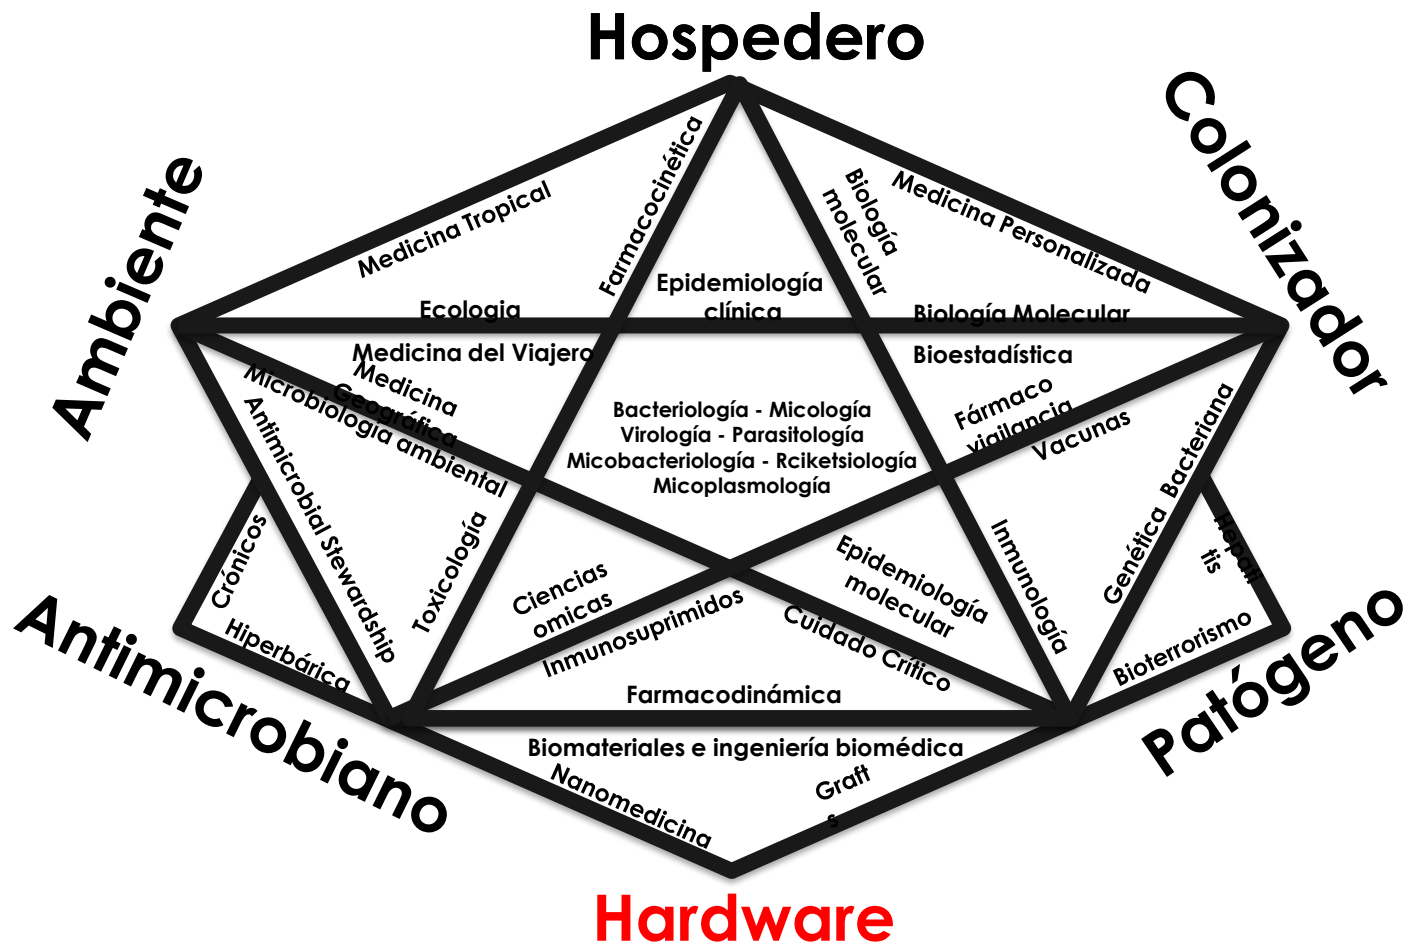 Hospedero
Colonizador
Ambiente
Medicina Tropical
Farmacocinética
Biología
molecular
Medicina Personalizada
Epidemiología
clínica
Ecologia
Biología Molecular
Medicina del Viajero
Bioestadística
Medicina
Geográfica
Microbiología ambiental
Fármaco
vigilancia
Vacunas
Bacteriología - Micología
Virología - Parasitología
Micobacteriología - Rciketsiología
Micoplasmología
Antimicrobial Stewardship
Toxicología
Genética Bacteriana
Inmunología
Crónicos
Hiperbárica
Hepati
tis
Bioterrorismo
Ciencias
omicas
Inmunosuprimidos
Epidemiología
molecular
Cuidado Crítico
Farmacodinámica
Antimicrobiano
Patógeno
Biomateriales e ingeniería biomédica
Nanomedicina
Graft
s
Hardware